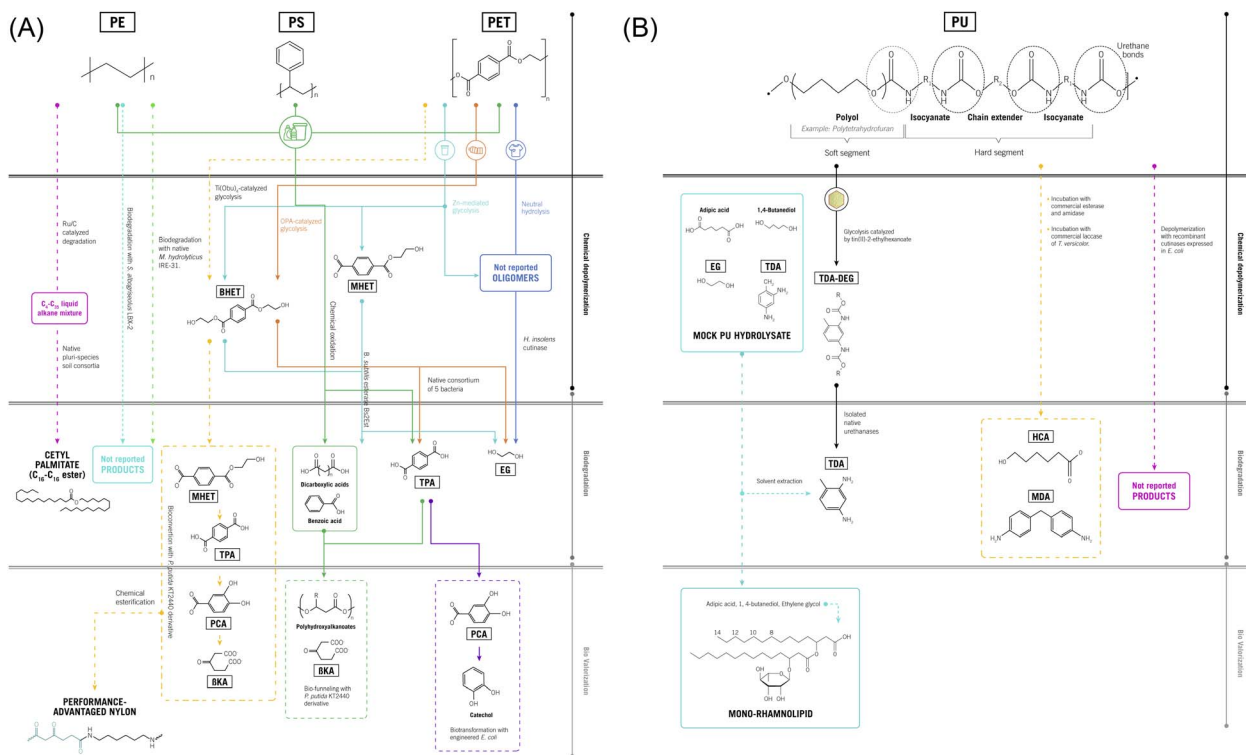 (A)
PE
PS
PET
n
n
n
Ru/C
catalyzed
degradation
Biodegradation with S. albogriseolus LBX-2
Biodegradation
with native
M. hydrolyticus
IRE-31.
Ti(Obu)4-catalyzed
glycolysis
OPA-catalyzed
glycolysis
Zn-mediated
glycolysis
Neutral
hydrolysis
Not reported
OLIGOMERS
MHET
BHET
Chemical oxidation
B. subtilis esterase Bs2Est
H. insolens
cutinase
Native consortium
of 5 bacteria
liquid
alkane mixture
Native
pluri-species
soil consortia
CETYL
PALMITATE
(C16-C16 ester)
Not reported
PRODUCTS
MHET
TPA
PCA
ßKA
Bioconvertion with P. putida KT2440 derivative
Chemical
esterification
PERFORMANCE-
ADVANTAGED NYLON
Dicarboxylic acids
Benzoic acid
TPA
EG
Polyhydroxyalkanoates
ßKA
Bio-funneling with
P. putida KT2440
derivative
PCA
Catechol
Biotransformation with
engineered E. coli
Chemical depolymerization
Biodegradation
Bio Valorization
(B)
PU
Urethane
bonds
Polyol
Isocyanate
Chain extender
Isocyanate
Example: Polytetrahydroturan
Soft segment
Hard segment
Adipic acid
1,4-Butanediol
EG
TDA
MOCK PU HYDROLYSATE
Glycolysis catalyzed
by tin(II)-2-ethylhexanoate
TDA-DEG
Isolated
native
urethanases
TDA
Solvent extraction
• Incubation with
commercial esterase
and amidase
• Incubation with
commercial laccase
of T. versicolor.
HCA
MDA
Depolymerization
with recombinant
cutinases expressed
in E. coli
Not reported
PRODUCTS
Adipic acid, 1, 4-butanediol, Ethylene glycol
14 12 10 8
MONO-RHAMNOLIPID
Chemical depolymerization
Biodegradation
Bio Valorization